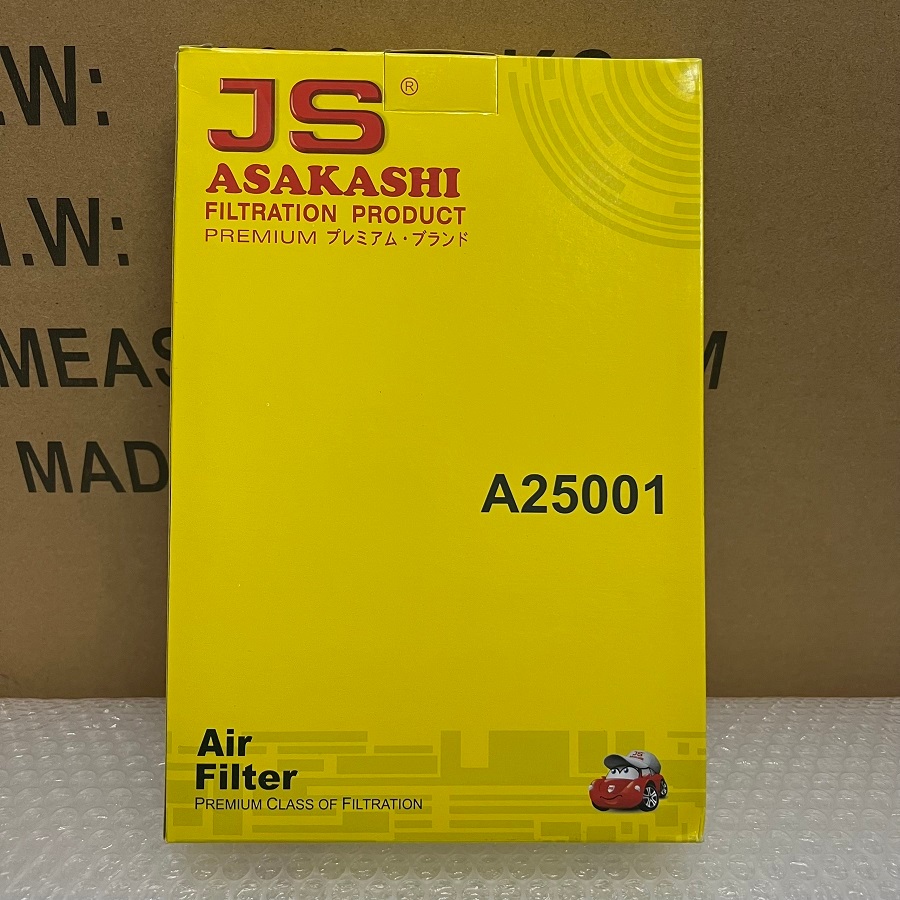 JS ®
ASAKASHI
FILTRATION PRODUCT
PREMIUM プレミアム・ブランド
A25001
Air
Filter
PREMIUM CLASS OF FILTRATION
JS
.W:
.W:
MEAS
M
MAD